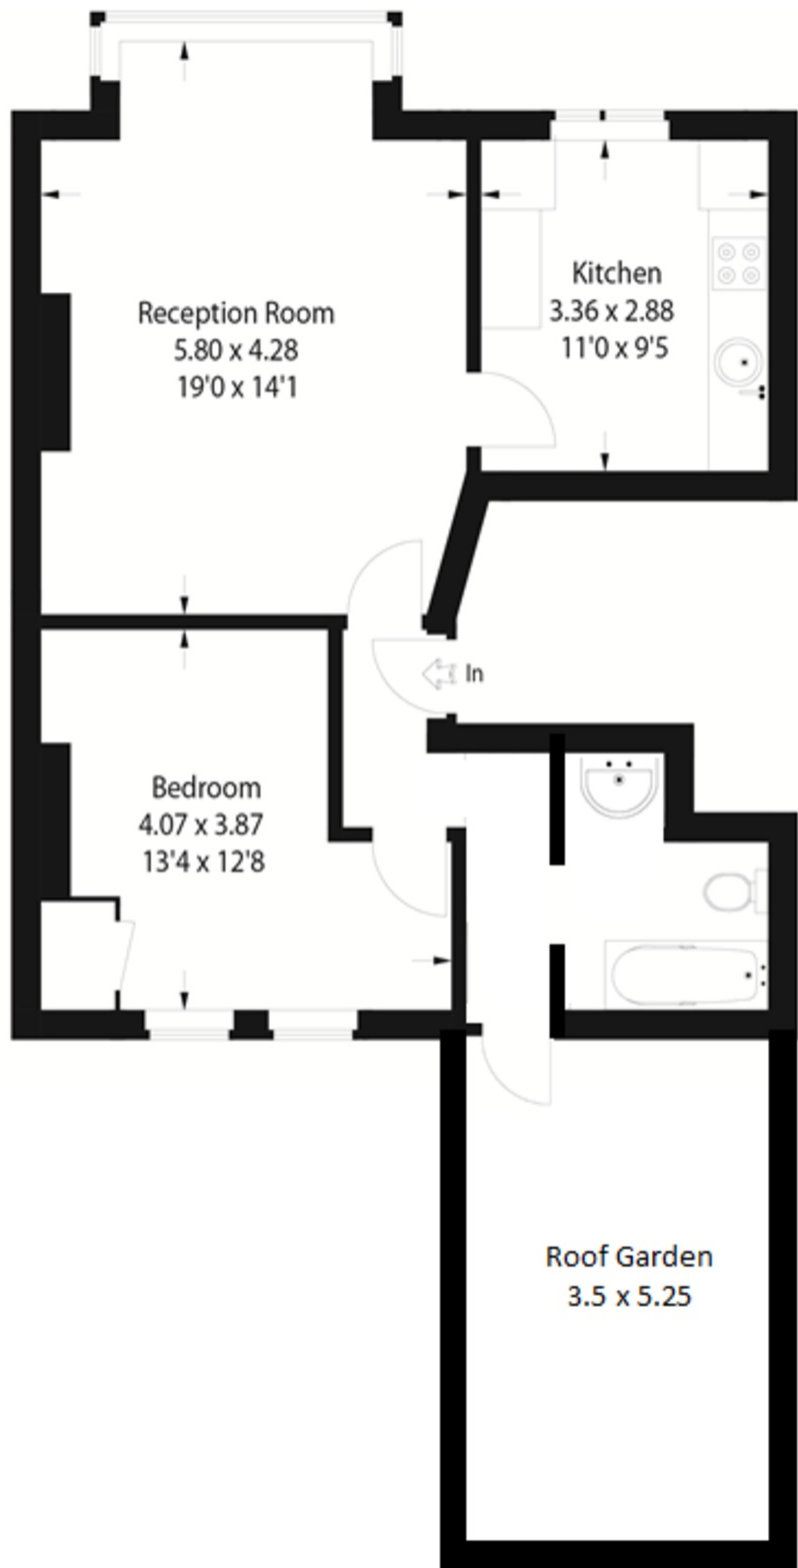 Reception Room
5.80 x 4.28
19'0 x 14'1
Kitchen
3.36 x 2.88
11'0 x 9'5
In
Bedroom
4.07 x 3.87
13'4 x 12'8
Roof Garden
3.5 x 5.25